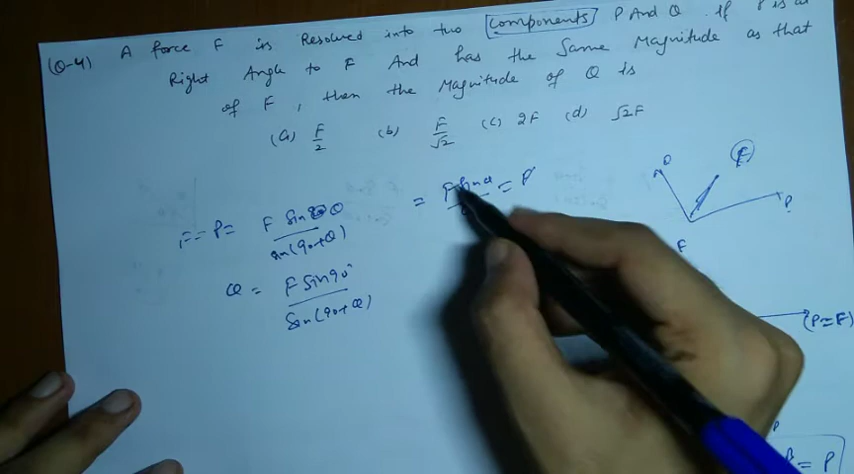 (Q-4) A force F is Resolved into two components P And Q. If P is at
Right Angle to F And has the Same Magnitude as that
of F, then the Magnitude of Q is
(a) F/2 (b) F/√2 (c) 2F (d) √2F
P = F Sin θ / sin(90+θ) = F Sin θ = P
Q = F Sin 90° / Sin(90+θ)
Q
F
P
F
(P=F)
P
= P